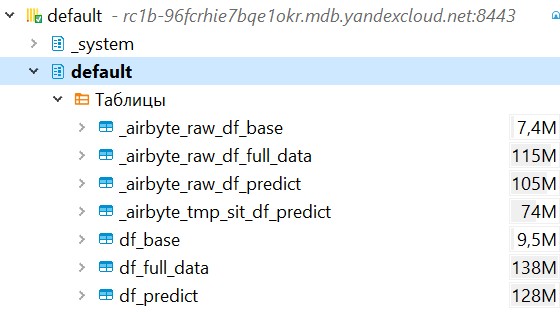 default - rc1b-96fcrhie7bqe1okr.mdb.yandexcloud.net:8443
_system
default
Таблицы
_airbyte_raw_df_base 7,4M
_airbyte_raw_df_full_data 115M
_airbyte_raw_df_predict 105M
_airbyte_tmp_sit_df_predict 74M
df_base 9,5M
df_full_data 138M
df_predict 128M